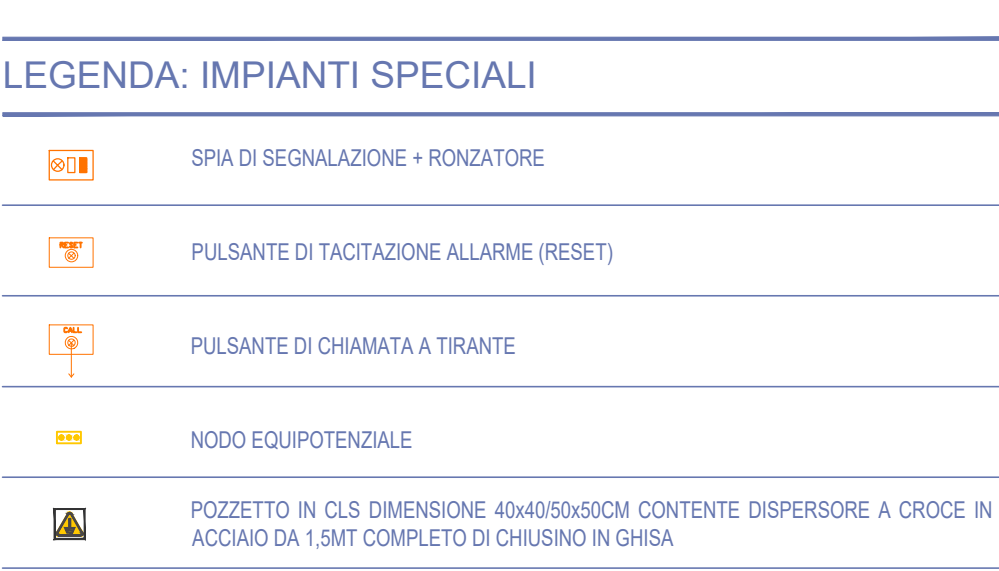 LEGENDA: IMPIANTI SPECIALI
SPIA DI SEGNALAZIONE + RONZATORE
RESET
PULSANTE DI TACITAZIONE ALLARME (RESET)
CALL
PULSANTE DI CHIAMATA A TIRANTE
NODO EQUIPOTENZIALE
POZZETTO IN CLS DIMENSIONE 40x40/50x50CM CONTENTE DISPERSORE A CROCE IN
ACCIAIO DA 1,5MT COMPLETO DI CHIUSINO IN GHISA